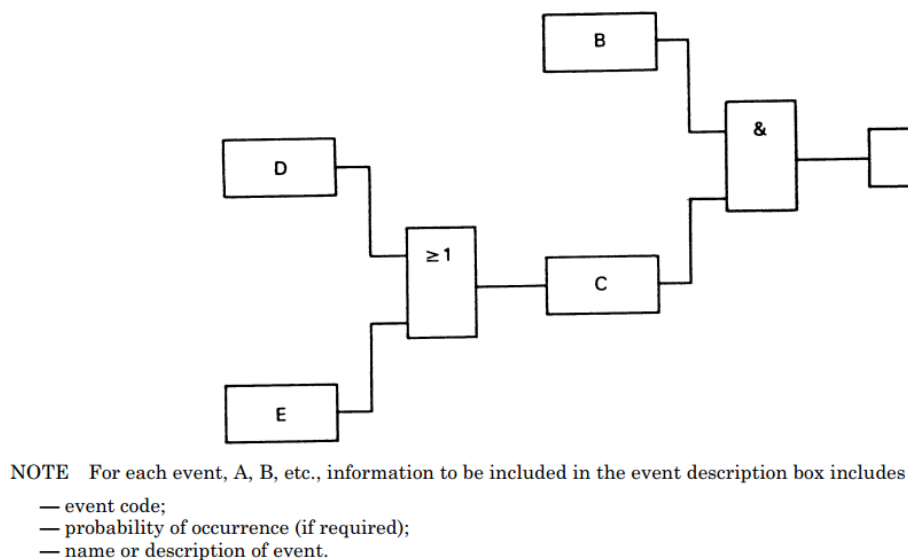 B
&
D
≥1
C
E
NOTE For each event, A, B, etc., information to be included in the event description box includes
— event code;
— probability of occurrence (if required);
— name or description of event.